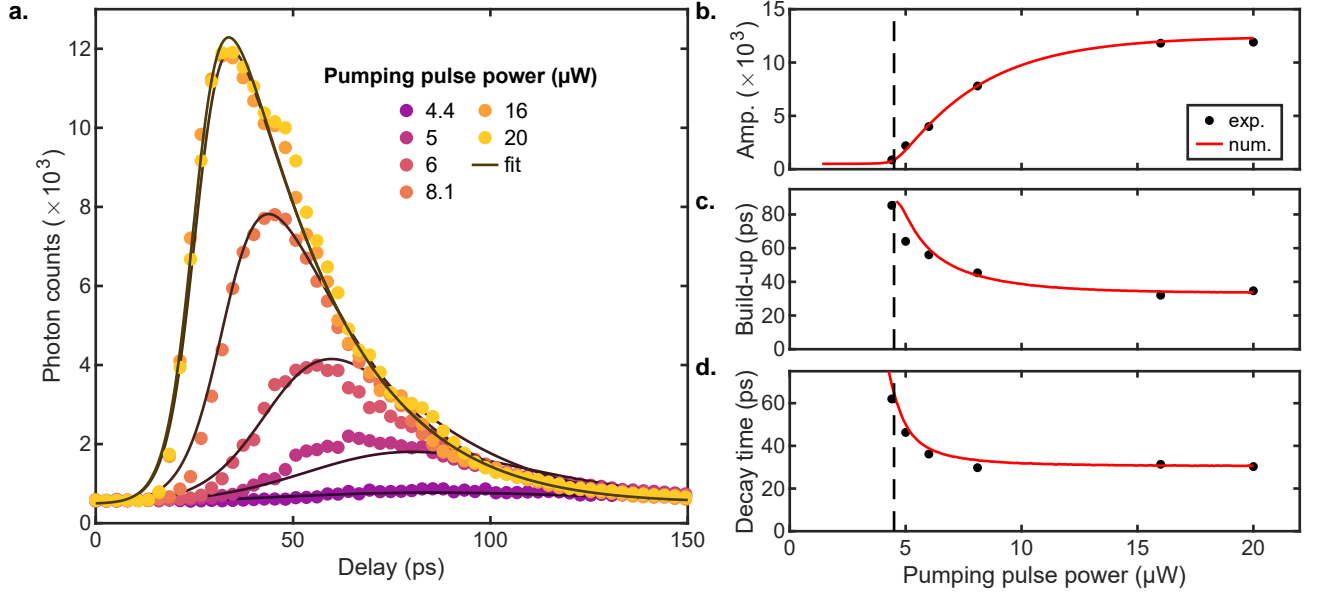 a.
Photon counts (×10³)
12
10
8
6
4
2
0
0
50
100
150
Delay (ps)
Pumping pulse power (µW)
4.4
16
5
20
6
fit
8.1
b.
Amp. (×10³)
15
10
5
0
exp.
num.
c.
Build-up (ps)
80
60
40
20
0
d.
Decay time (ps)
60
40
20
0
0
5
10
15
20
Pumping pulse power (µW)